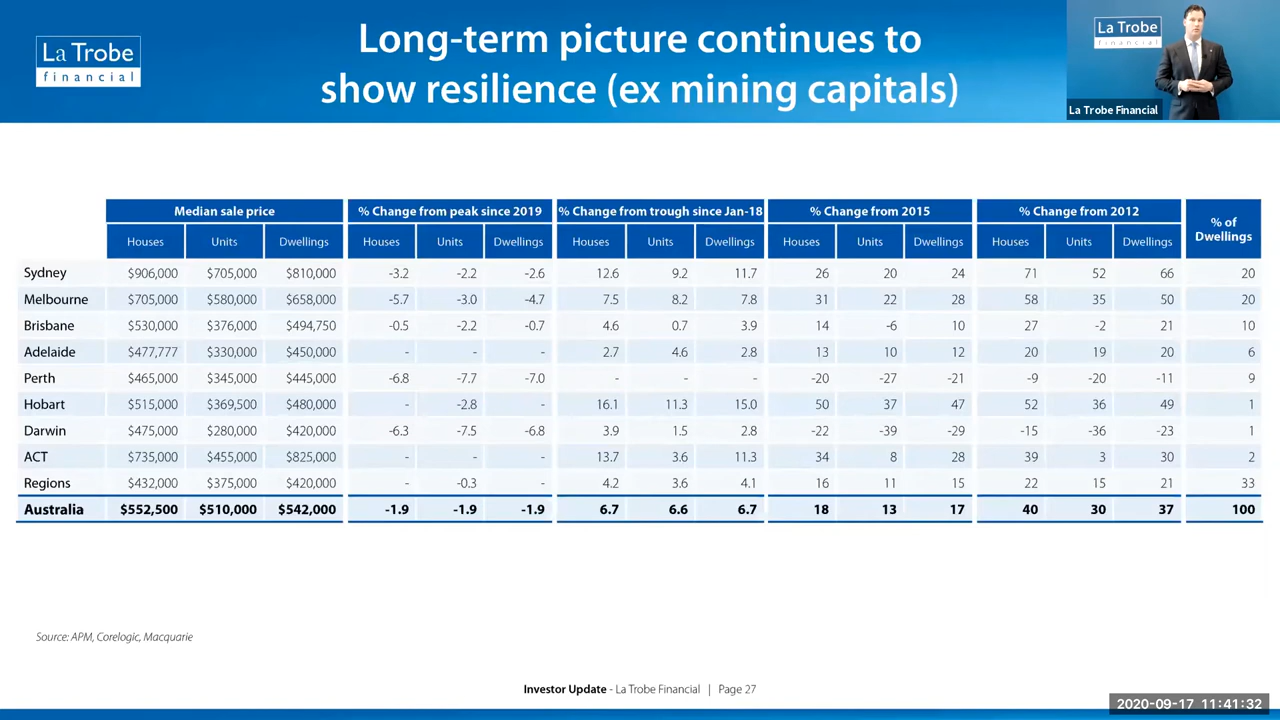 La Trobe
financial
Long-term picture continues to
show resilience (ex mining capitals)
La Trobe
financial
La Trobe Financial
Median sale price % Change from peak since 2019 % Change from trough since Jan-18 % Change from 2015 % Change from 2012 % of Dwellings
Houses Units Dwellings Houses Units Dwellings Houses Units Dwellings Houses Units Dwellings Houses Units Dwellings
Sydney $906,000 $705,000 $810,000 -3.2 -2.2 -2.6 12.6 9.2 11.7 26 20 24 71 52 66 20
Melbourne $705,000 $580,000 $658,000 -5.7 -3.0 -4.7 7.5 8.2 7.8 31 22 28 58 35 50 20
Brisbane $530,000 $376,000 $494,750 -0.5 -2.2 -0.7 4.6 0.7 3.9 14 -6 10 27 -2 21 10
Adelaide $477,777 $330,000 $450,000 - - - 2.7 4.6 2.8 13 10 12 20 19 20 6
Perth $465,000 $345,000 $445,000 -6.8 -7.7 -7.0 - - - -20 -27 -21 -9 -20 -11 9
Hobart $515,000 $369,500 $480,000 - -2.8 - 16.1 11.3 15.0 50 37 47 52 36 49 1
Darwin $475,000 $280,000 $420,000 -6.3 -7.5 -6.8 3.9 1.5 2.8 -22 -39 -29 -15 -36 -23 1
ACT $735,000 $455,000 $825,000 - - - 13.7 3.6 11.3 34 8 28 39 3 30 2
Regions $432,000 $375,000 $420,000 - -0.3 - 4.2 3.6 4.1 16 11 15 22 15 21 33
Australia $552,500 $510,000 $542,000 -1.9 -1.9 -1.9 6.7 6.6 6.7 18 13 17 40 30 37 100
Source: APM, Corelogic, Macquarie
Investor Update - La Trobe Financial | Page 27
2020-09-17 11:41:32